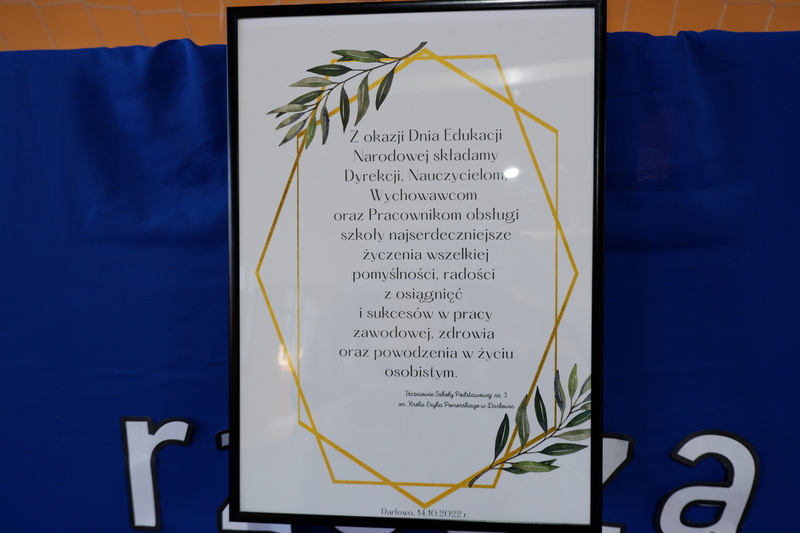 Z okazji Dnia Edukacji
Narodowej składamy
Dyrekcji, Nauczycielom,
Wychowawcom
oraz Pracownikom obsługi
szkoły najserdeczniejsze
życzenia wszelkiej
pomyślności, radości
z osiągnięć
i sukcesów w pracy
zawodowej, zdrowia
oraz powodzenia w życiu
osobistym.
Uczniowie Szkoły Podstawowej nr 3
im. Króla Eryka Pomorskiego w Darłowie
Darłowo, 14.10.2022 r.